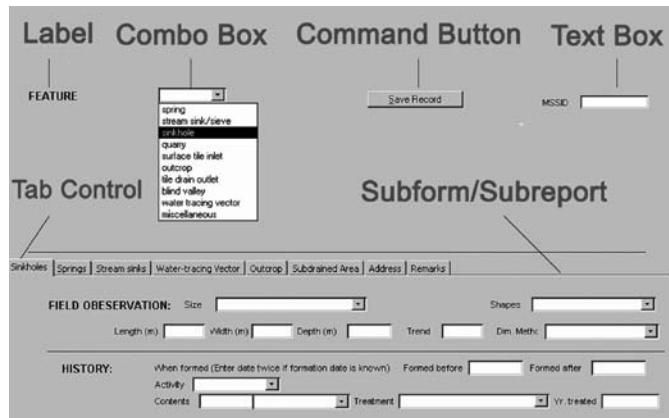 Label Combo Box Command Button Text Box
FEATURE
Save Record
MSSID
spring
stream sink/sieve
sinkhole
quarry
surface tile inlet
outcrop
tile drain outlet
blind valley
water tracing vector
miscellaneous
Tab Control
Subform/Subreport
Sinkholes Springs Stream sinks Water-tracing Vector Outcrop Subdrained Area Address Remarks
FIELD OBESERVATION: Size Shapes
Length (m) Width (m) Depth (m) Trend Dim. Meth:
HISTORY: When formed (Enter date twice if formation date is known) Formed before Formed after
Activity
Contents Treatment Yr. treated